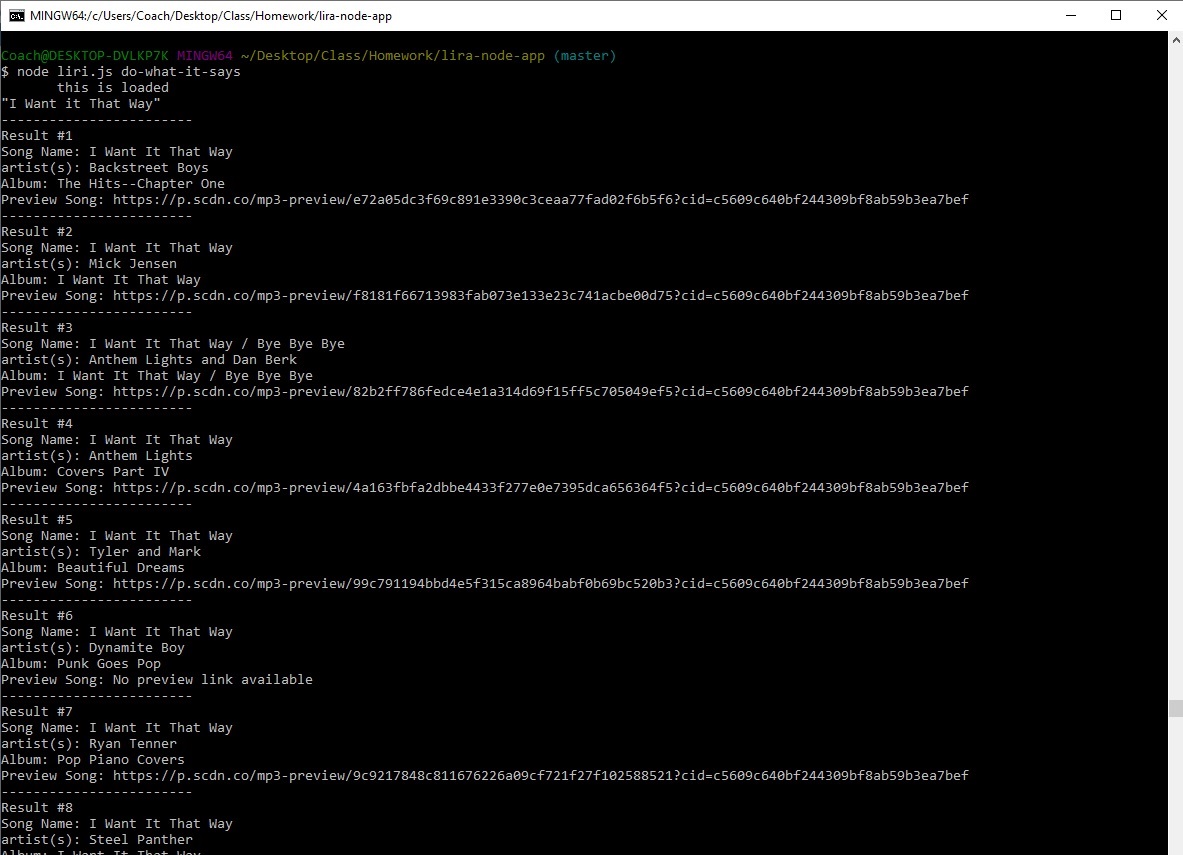 MINGW64:/c/Users/Coach/Desktop/Class/Homework/lira-node-app
Coach@DESKTOP-DVLKP7K MINGW64 ~/Desktop/Class/Homework/lira-node-app (master)
$ node liri.js do-what-it-says
this is loaded
"I Want it That Way"
------------------------
Result #1
Song Name: I Want It That Way
artist(s): Backstreet Boys
Album: The Hits--Chapter One
Preview Song: https://p.scdn.co/mp3-preview/e72a05dc3f69c891e3390c3ceaa77fad02f6b5f6?cid=c5609c640bf244309bf8ab59b3ea7bef
------------------------
Result #2
Song Name: I Want It That Way
artist(s): Mick Jensen
Album: I Want It That Way
Preview Song: https://p.scdn.co/mp3-preview/f8181f66713983fab073e133e23c741acbe00d75?cid=c5609c640bf244309bf8ab59b3ea7bef
------------------------
Result #3
Song Name: I Want It That Way / Bye Bye Bye
artist(s): Anthem Lights and Dan Berk
Album: I Want It That Way / Bye Bye Bye
Preview Song: https://p.scdn.co/mp3-preview/82b2ff786fedce4e1a314d69f15ff5c705049ef5?cid=c5609c640bf244309bf8ab59b3ea7bef
------------------------
Result #4
Song Name: I Want It That Way
artist(s): Anthem Lights
Album: Covers Part IV
Preview Song: https://p.scdn.co/mp3-preview/4a163fbfa2dbbe4433f277e0e7395dca656364f5?cid=c5609c640bf244309bf8ab59b3ea7bef
------------------------
Result #5
Song Name: I Want It That Way
artist(s): Tyler and Mark
Album: Beautiful Dreams
Preview Song: https://p.scdn.co/mp3-preview/99c791194bbd4e5f315ca8964babf0b69bc520b3?cid=c5609c640bf244309bf8ab59b3ea7bef
------------------------
Result #6
Song Name: I Want It That Way
artist(s): Dynamite Boy
Album: Punk Goes Pop
Preview Song: No preview link available
------------------------
Result #7
Song Name: I Want It That Way
artist(s): Ryan Tenner
Album: Pop Piano Covers
Preview Song: https://p.scdn.co/mp3-preview/9c9217848c811676226a09cf721f27f102588521?cid=c5609c640bf244309bf8ab59b3ea7bef
------------------------
Result #8
Song Name: I Want It That Way
artist(s): Steel Panther
Album: I Want It That Way